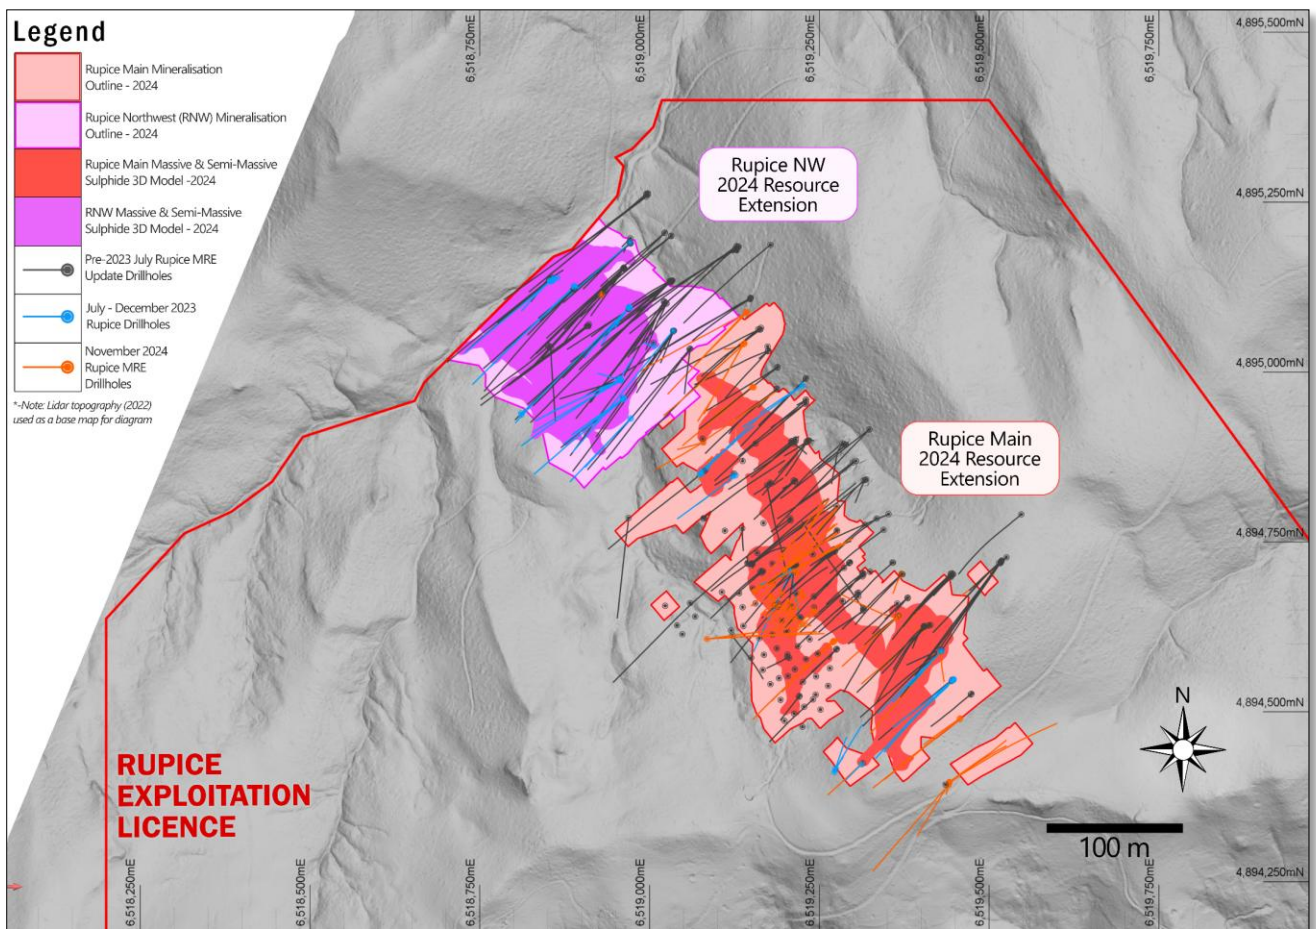 Legend
Rupice Main Mineralisation
Outline - 2024
Rupice Northwest (RNW) Mineralisation
Outline - 2024
Rupice Main Massive & Semi-Massive
Sulphide 3D Model -2024
RNW Massive & Semi-Massive
Sulphide 3D Model - 2024
Pre-2023 July Rupice MRE
Update Drillholes
July - December 2023
Rupice Drillholes
November 2024
Rupice MRE
Drillholes
*-Note: Lidar topography (2022)
used as a base map for diagram
6,518,750mE
6,519,000mE
6,519,250mE
6,519,500mE
6,519,750mE
4,895,500mN
4,895,250mN
4,895,000mN
4,894,750mN
4,894,500mN
4,894,250mN
Rupice NW
2024 Resource
Extension
Rupice Main
2024 Resource
Extension
RUPICE
EXPLOITATION
LICENCE
N
100 m
6,518,250mE
6,518,500mE
6,518,750mE
6,519,000mE
6,519,250mE
6,519,500mE
6,519,750mE